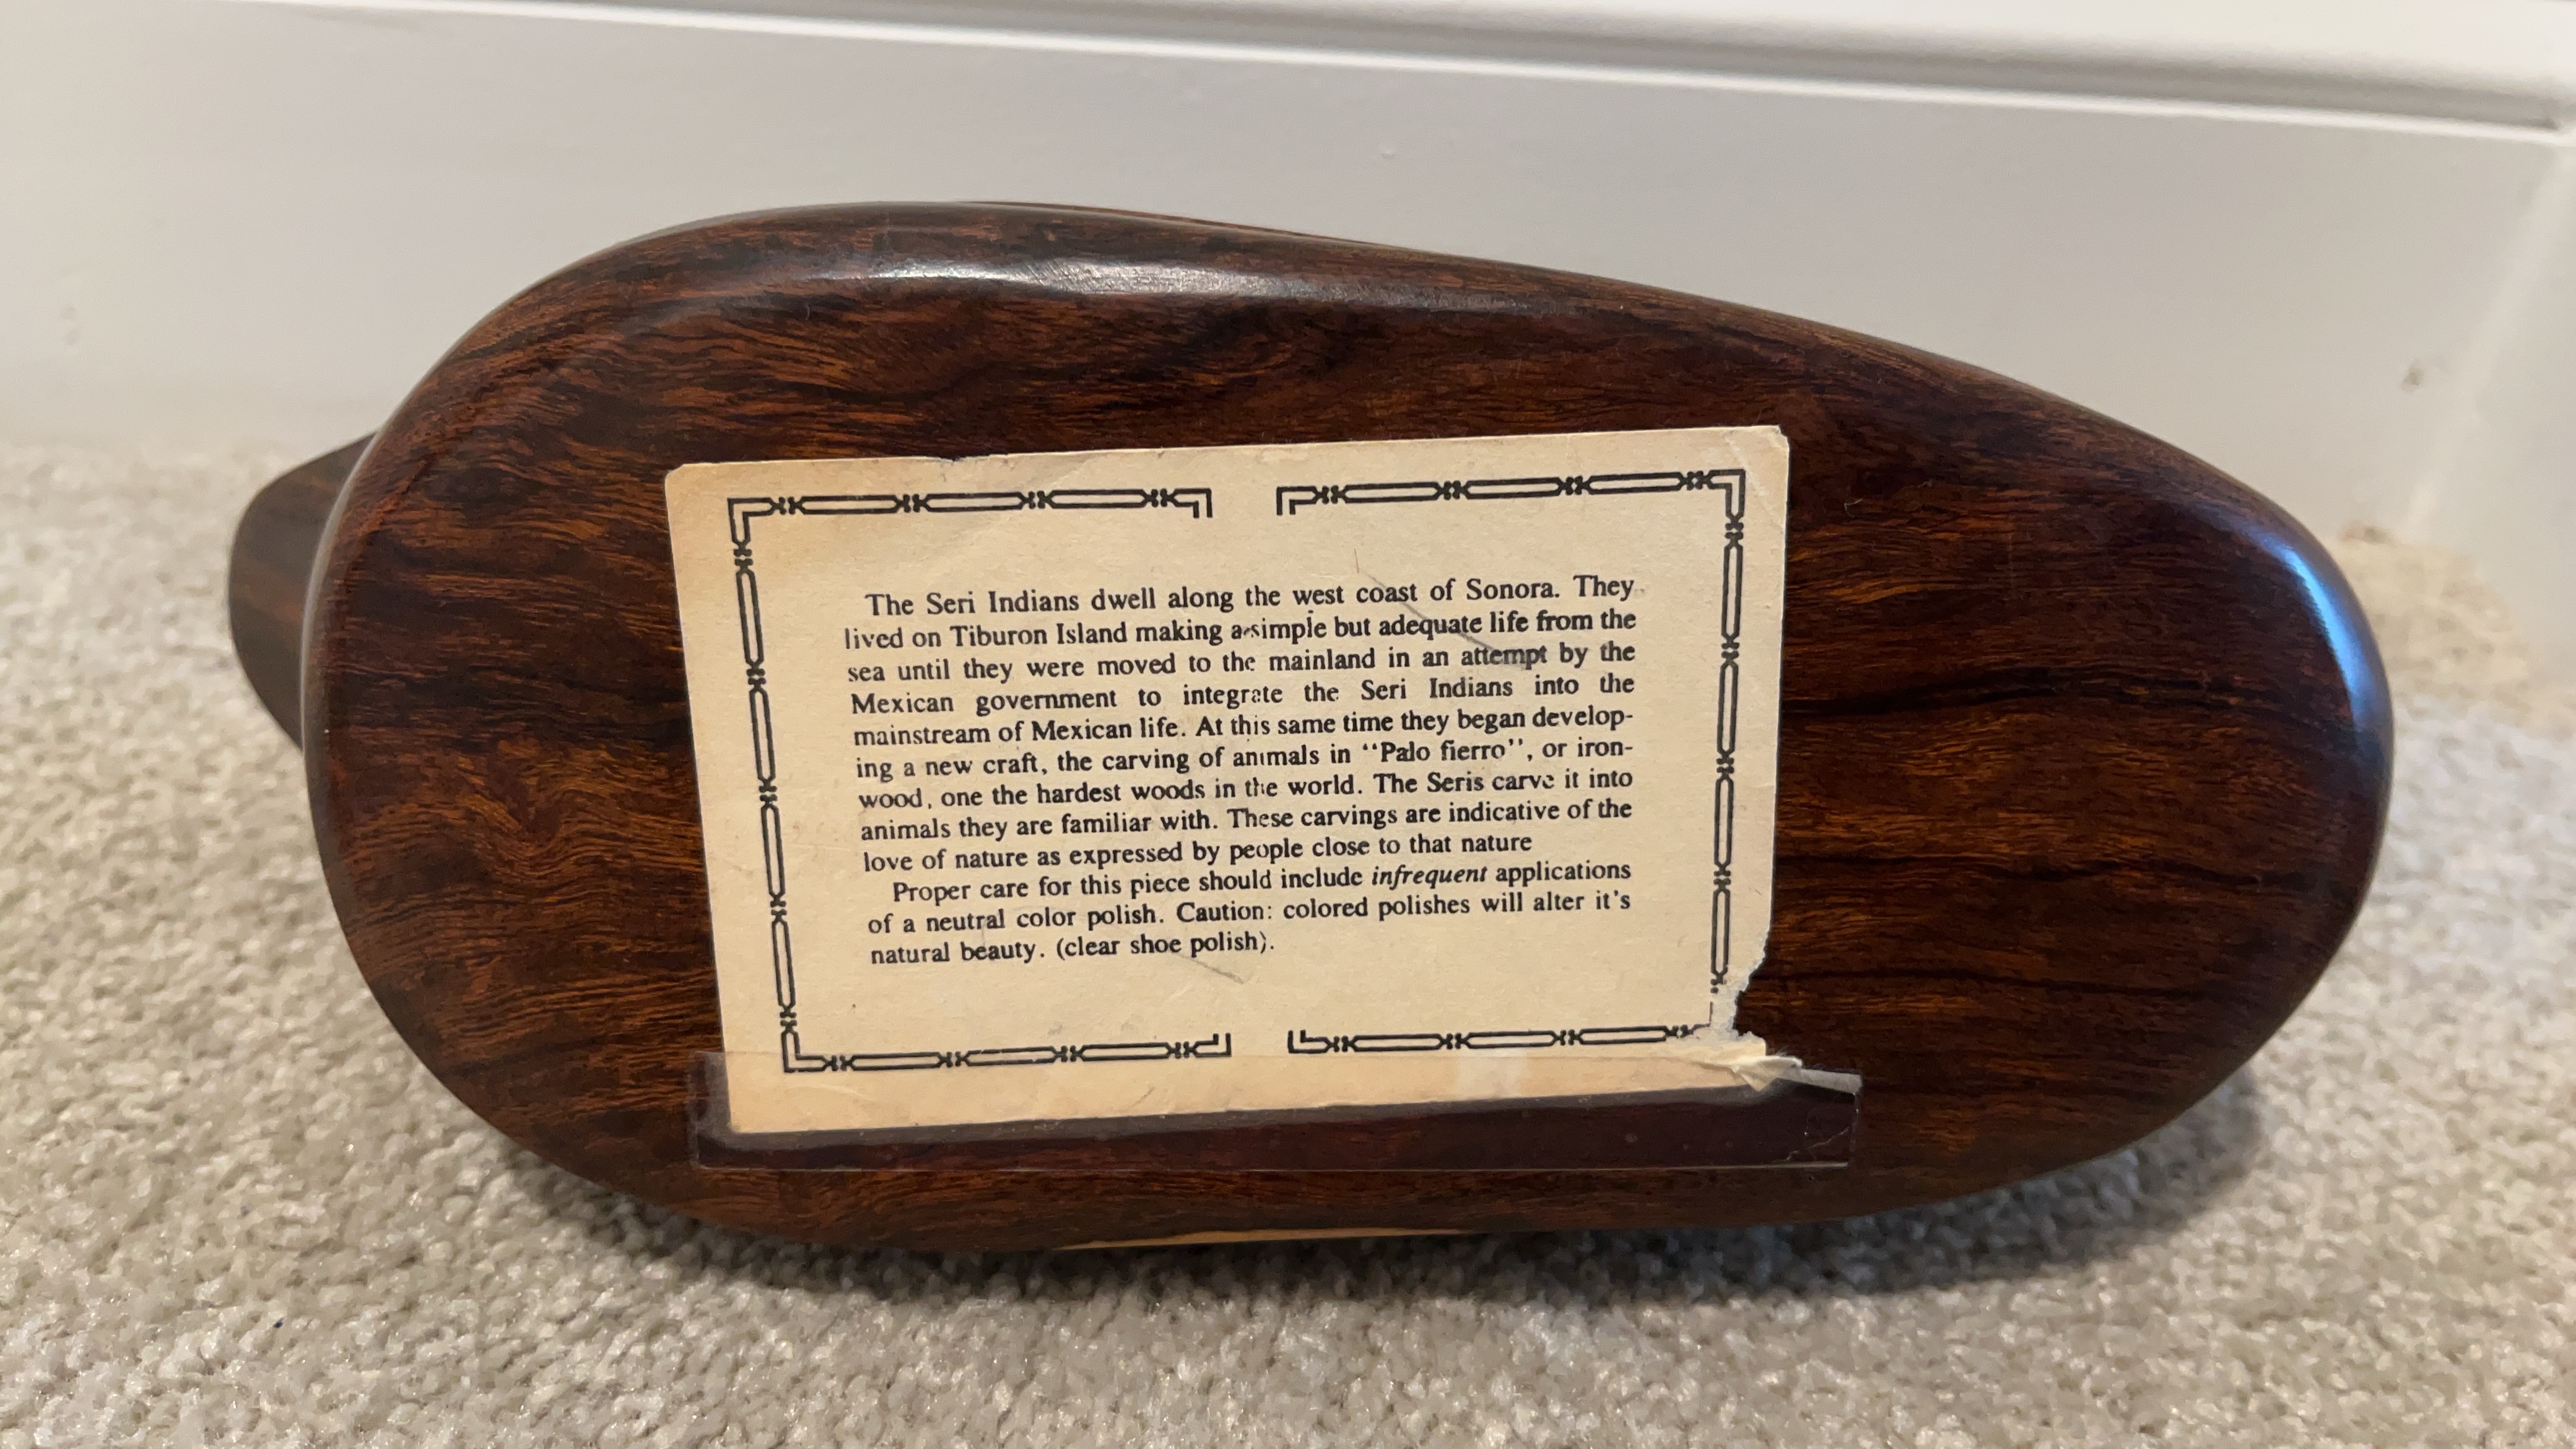 The Seri Indians dwell along the west coast of Sonora. They
lived on Tiburon Island making a simple but adequate life from the
sea until they were moved to the mainland in an attempt by the
Mexican government to integrate the Seri Indians into the
mainstream of Mexican life. At this same time they began develop-
ing a new craft, the carving of animals in “Palo fierro”, or iron-
wood, one the hardest woods in the world. The Seris carve it into
animals they are familiar with. These carvings are indicative of the
love of nature as expressed by people close to that nature
Proper care for this piece should include infrequent applications
of a neutral color polish. Caution: colored polishes will alter it's
natural beauty. (clear shoe polish).